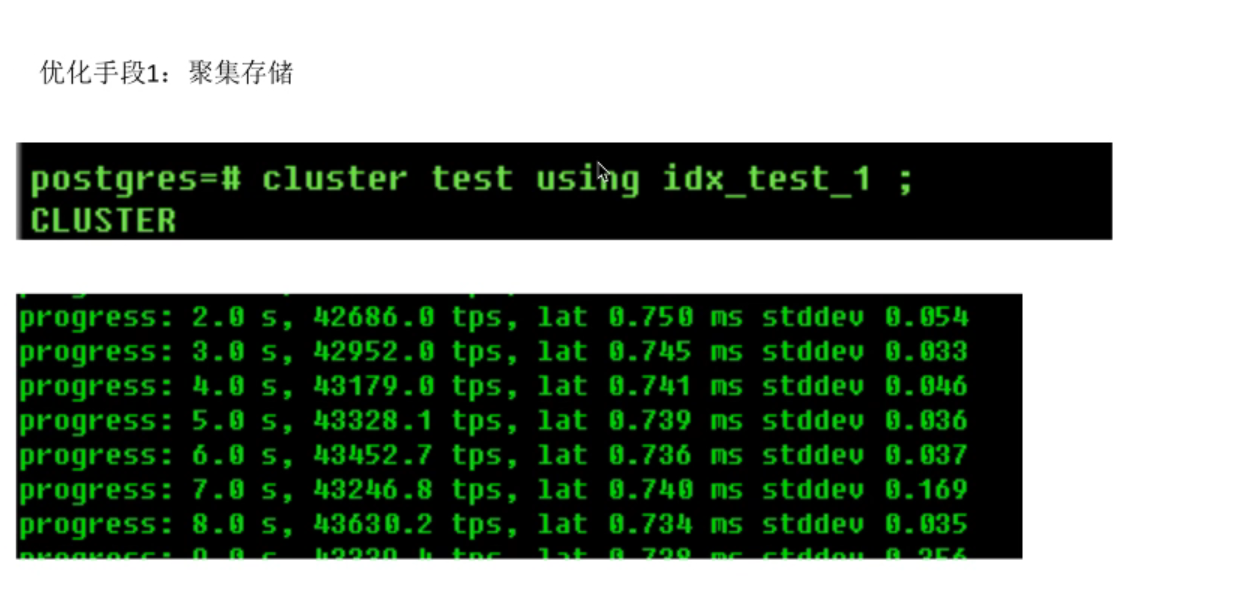 优化手段1：聚集存储
postgres=# cluster test using idx_test_1 ;
CLUSTER
progress: 2.0 s, 42686.0 tps, lat 0.750 ms stddev 0.054
progress: 3.0 s, 42952.0 tps, lat 0.745 ms stddev 0.033
progress: 4.0 s, 43179.0 tps, lat 0.741 ms stddev 0.046
progress: 5.0 s, 43328.1 tps, lat 0.739 ms stddev 0.036
progress: 6.0 s, 43452.7 tps, lat 0.736 ms stddev 0.037
progress: 7.0 s, 43246.8 tps, lat 0.740 ms stddev 0.169
progress: 8.0 s, 43630.2 tps, lat 0.734 ms stddev 0.035